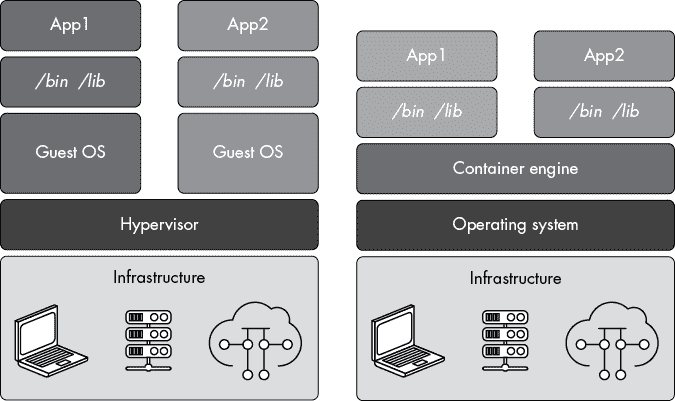 App1
App2
/bin /lib
/bin /lib
Guest OS
Guest OS
Hypervisor
Infrastructure
App1
App2
/bin /lib
/bin /lib
Container engine
Operating system
Infrastructure